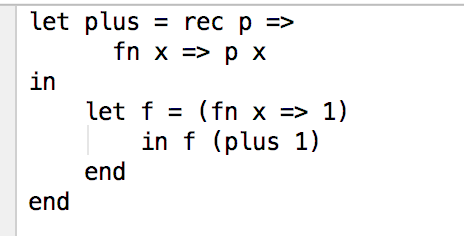 let plus = rec p =>
fn x => p x
in
let f = (fn x => 1)
in f (plus 1)
end
end